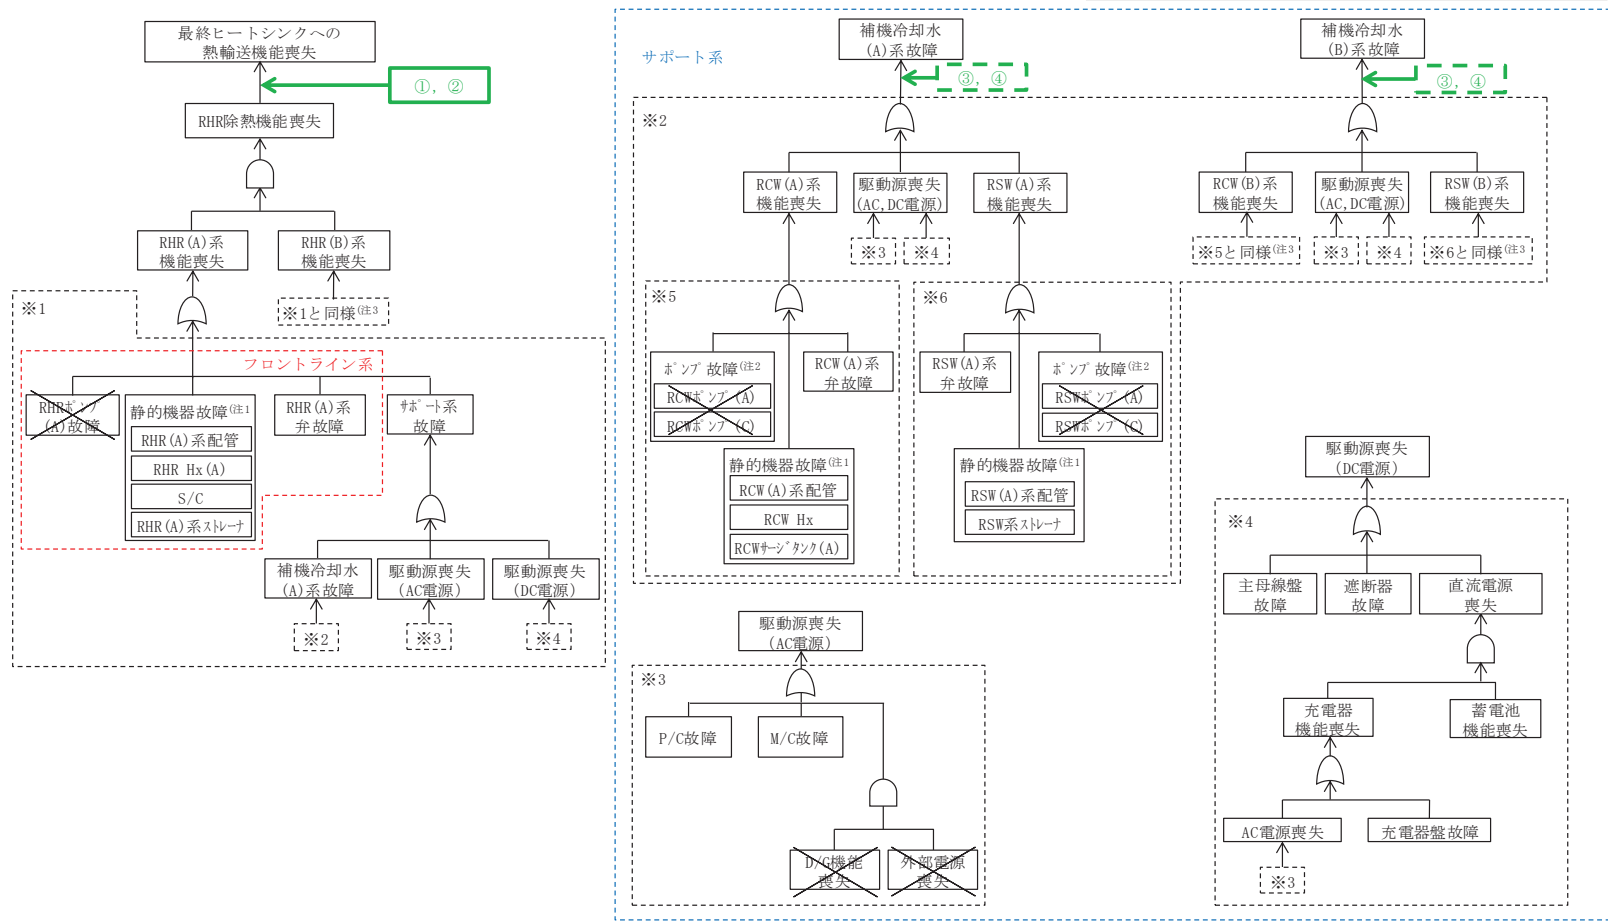 最終ヒートシンクへの
熱輸送機能喪失
①, ②
RHR除熱機能喪失
RHR(A)系
機能喪失
RHR(B)系
機能喪失
※1と同様(注3
※1
フロントライン系
RHRポンプ
(A)故障
静的機器故障(注1
RHR(A)系配管
RHR Hx(A)
S/C
RHR(A)系ストレーナ
RHR(A)系
弁故障
サポート系
故障
補機冷却水
(A)系故障
駆動源喪失
(AC電源)
駆動源喪失
(DC電源)
※2
※3
※4
サポート系
補機冷却水
(A)系故障
③, ④
補機冷却水
(B)系故障
③, ④
※2
RCW(A)系
機能喪失
駆動源喪失
(AC,DC電源)
RSW(A)系
機能喪失
※3
※4
RCW(B)系
機能喪失
駆動源喪失
(AC,DC電源)
RSW(B)系
機能喪失
※5と同様(注3
※3
※4
※6と同様(注3
※5
ポンプ故障(注2
RCWポンプ(A)
RCWポンプ(C)
RCW(A)系
弁故障
静的機器故障(注1
RCW(A)系配管
RCW Hx
RCWサージタンク(A)
※6
RSW(A)系
弁故障
ポンプ故障(注2
RSWポンプ(A)
RSWポンプ(C)
静的機器故障(注1
RSW(A)系配管
RSW系ストレーナ
駆動源喪失
(AC電源)
※3
P/C故障
M/C故障
D/G機能
喪失
外部電源
喪失
駆動源喪失
(DC電源)
※4
主母線盤
故障
遮断器
故障
直流電源
喪失
充電器
機能喪失
蓄電池
機能喪失
AC電源喪失
充電器盤故障
※3